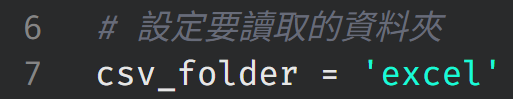 6 # 設定要讀取的資料夾
7 csv_folder = 'excel'